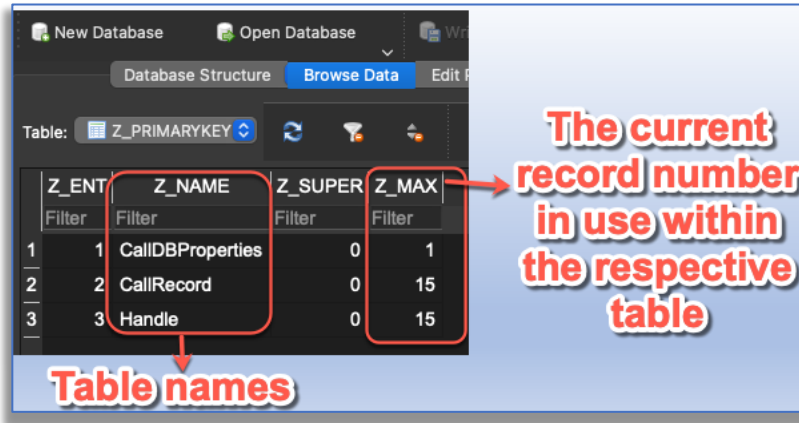 New Database Open Database Wri
Database Structure Browse Data Edit
Table: Z_PRIMARYKEY
Z_ENT Z_NAME Z_SUPER Z_MAX
Filter Filter Filter Filter
1 1 CallDBProperties 0 1
2 2 CallRecord 0 15
3 3 Handle 0 15
Table names
The current
record number
in use within
the respective
table